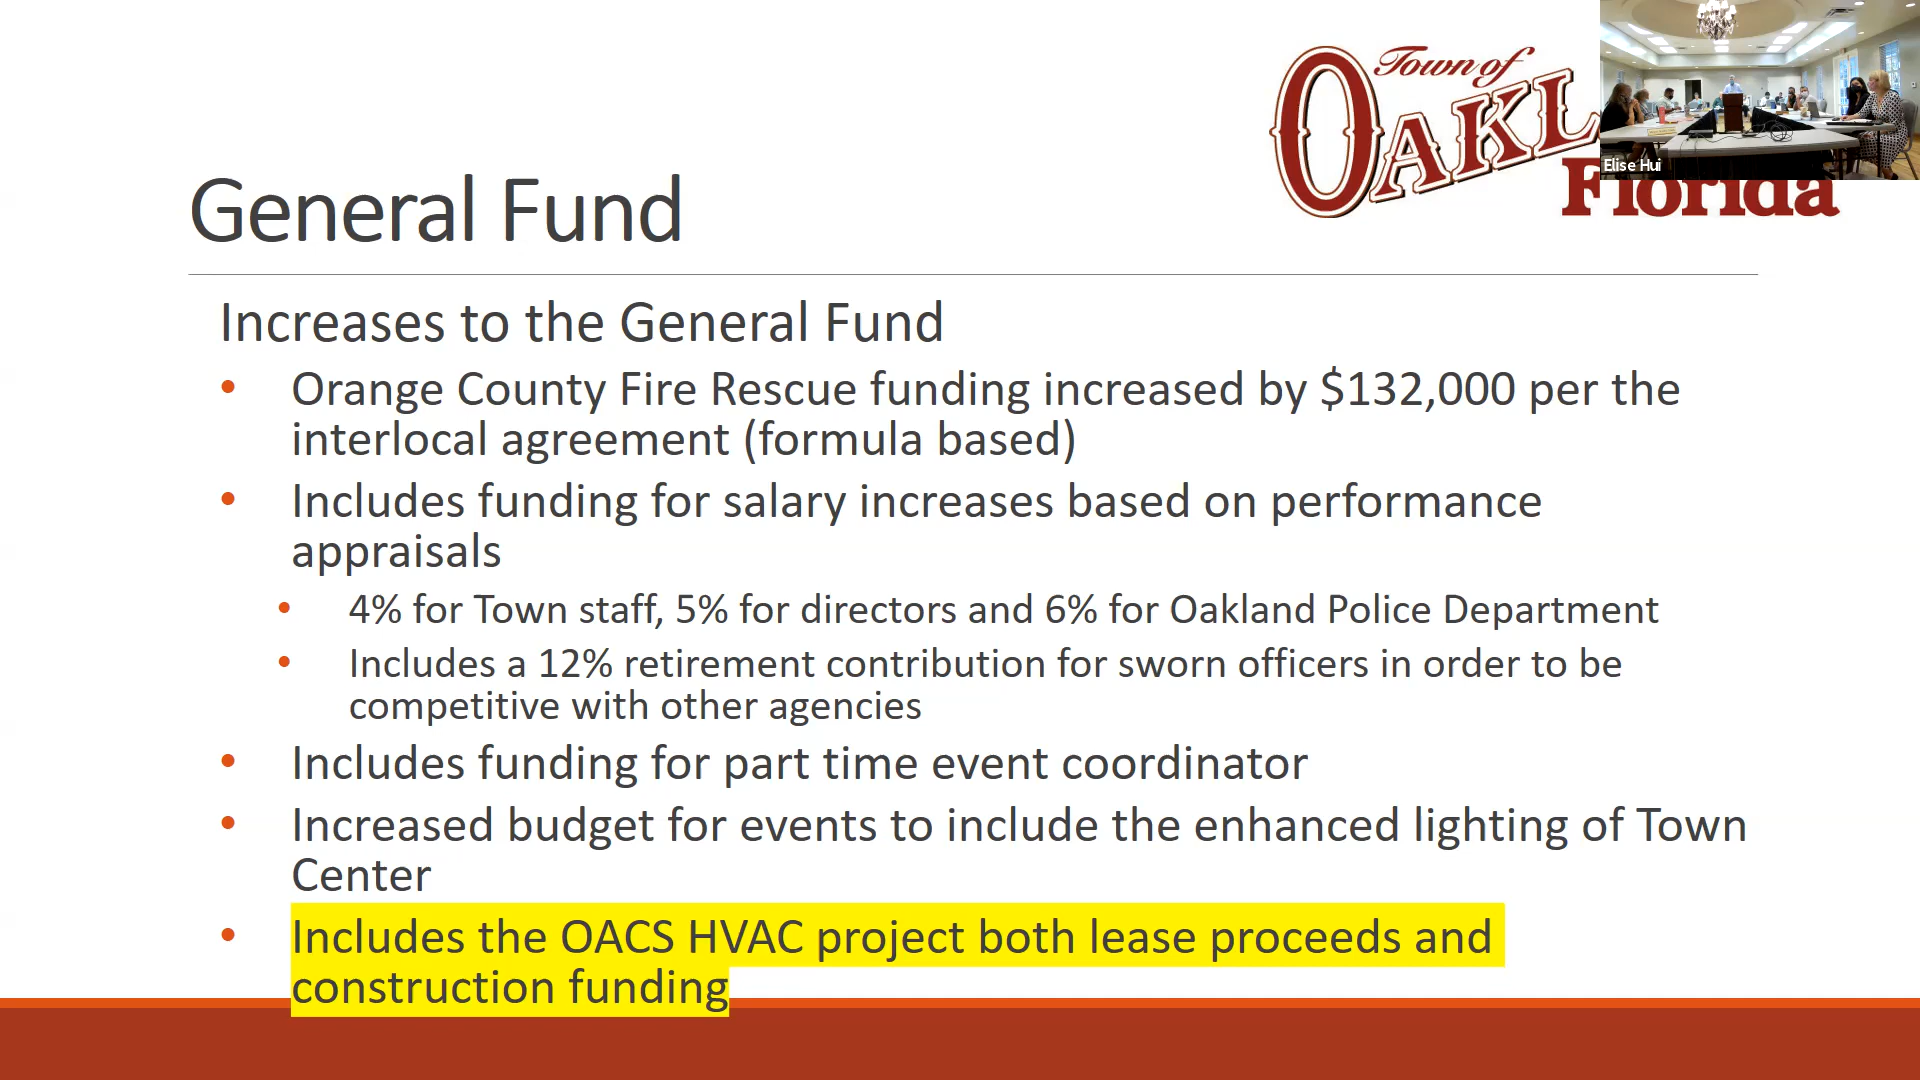 Town of
OAKL
Florida
Elise Hui
General Fund
Increases to the General Fund
• Orange County Fire Rescue funding increased by $132,000 per the
interlocal agreement (formula based)
• Includes funding for salary increases based on performance
appraisals
• 4% for Town staff, 5% for directors and 6% for Oakland Police Department
• Includes a 12% retirement contribution for sworn officers in order to be
competitive with other agencies
• Includes funding for part time event coordinator
• Increased budget for events to include the enhanced lighting of Town
Center
• Includes the OACS HVAC project both lease proceeds and
construction funding